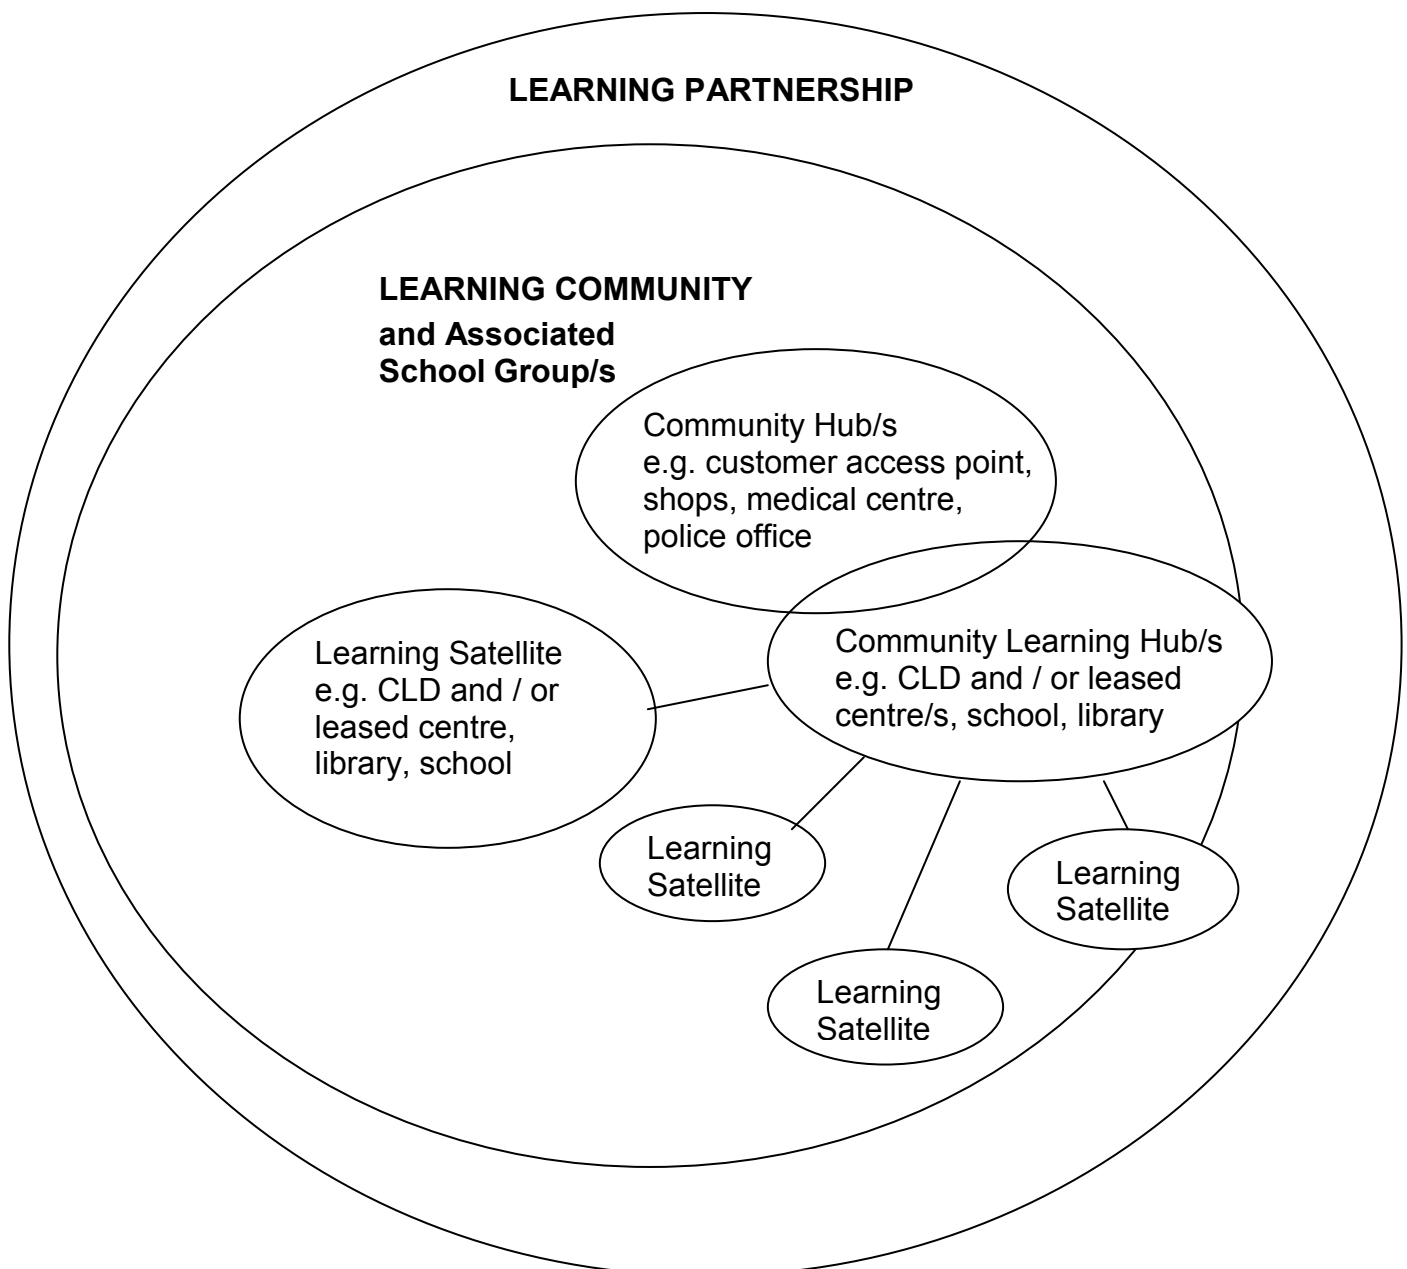 LEARNING PARTNERSHIP
LEARNING COMMUNITY
and Associated
School Group/s
Community Hub/s
e.g. customer access point,
shops, medical centre,
police office
Community Learning Hub/s
e.g. CLD and / or leased
centre/s, school, library
Learning Satellite
e.g. CLD and / or
leased centre,
library, school
Learning
Satellite
Learning
Satellite
Learning
Satellite